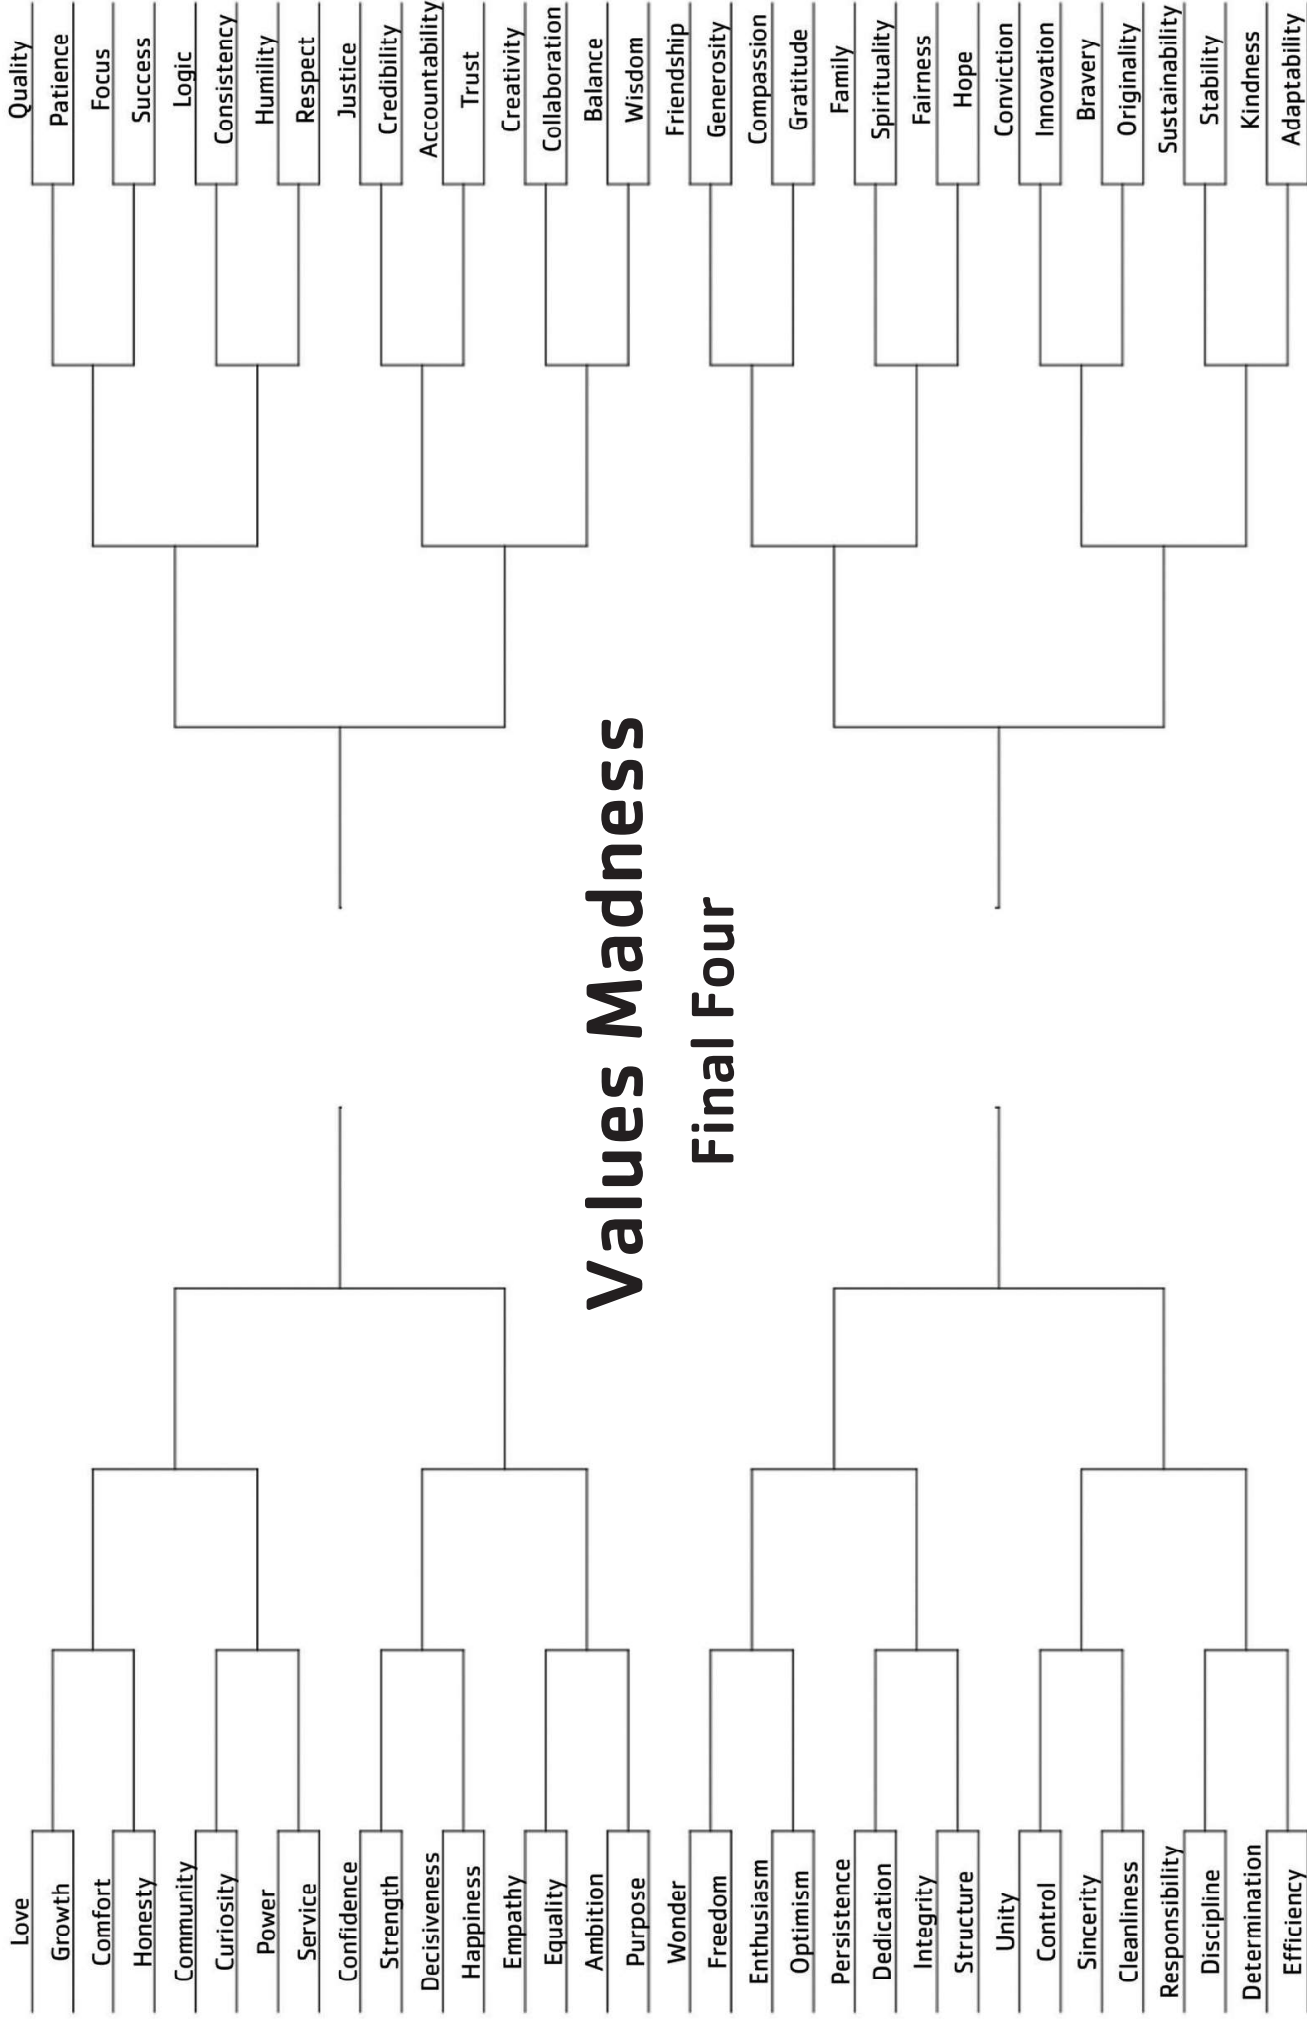 Love
Growth
Comfort
Honesty
Community
Curiosity
Power
Service
Confidence
Strength
Decisiveness
Happiness
Empathy
Equality
Ambition
Purpose
Wonder
Freedom
Enthusiasm
Optimism
Persistence
Dedication
Integrity
Structure
Unity
Control
Sincerity
Cleanliness
Responsibility
Discipline
Determination
Efficiency
Values Madness
Final Four
Quality
Patience
Focus
Success
Logic
Consistency
Humility
Respect
Justice
Credibility
Accountability
Trust
Creativity
Collaboration
Balance
Wisdom
Friendship
Generosity
Compassion
Gratitude
Family
Spirituality
Fairness
Hope
Conviction
Innovation
Bravery
Originality
Sustainability
Stability
Kindness
Adaptability